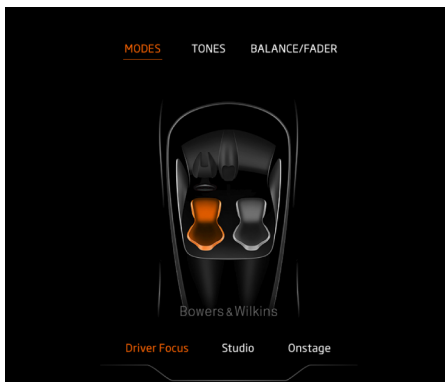 MODES TONES BALANCE/FADER
Bowers & Wilkins
Driver Focus Studio Onstage